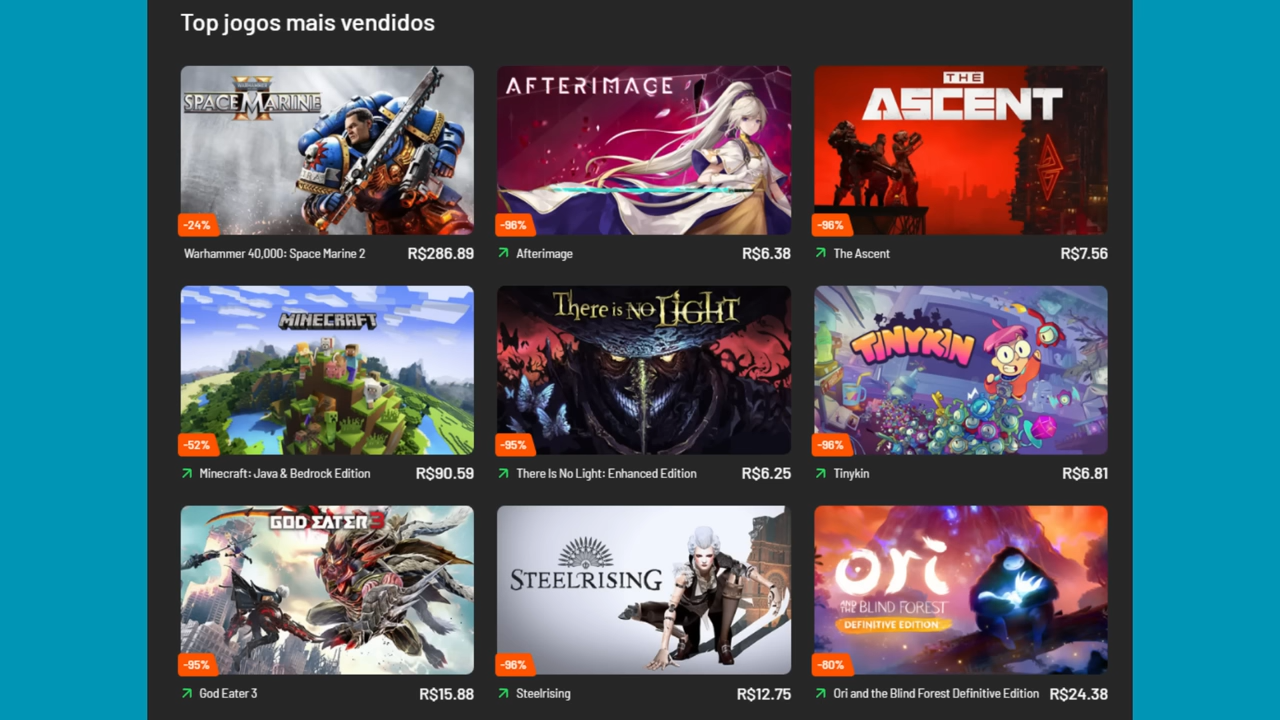 Top jogos mais vendidos
SPACE MARINE
II
-24%
Warhammer 40,000: Space Marine 2
R$286.89
AFTERIMAGE
-96%
Afterimage
R$6.38
THE
ASCENT
-96%
The Ascent
R$7.56
MINECRAFT
-52%
Minecraft: Java & Bedrock Edition
R$90.59
There is NO LIGHT
-95%
There Is No Light: Enhanced Edition
R$6.25
TINYKIN
-96%
Tinykin
R$6.81
GOD EATER 3
-95%
God Eater 3
R$15.88
STEELRISING
-96%
Steelrising
R$12.75
ori
AND THE BLIND FOREST
DEFINITIVE EDITION
-80%
Ori and the Blind Forest Definitive Edition
R$24.38